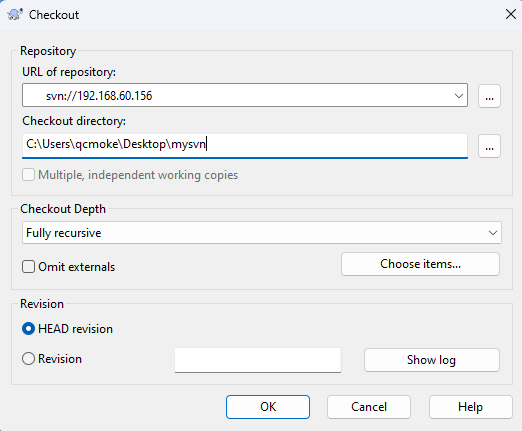 Checkout
Repository
URL of repository:
svn://192.168.60.156
...
Checkout directory:
C:\Users\qcmoke\Desktop\mysvn
...
Multiple, independent working copies
Checkout Depth
Fully recursive
Omit externals
Choose items...
Revision
HEAD revision
Revision
Show log
OK
Cancel
Help